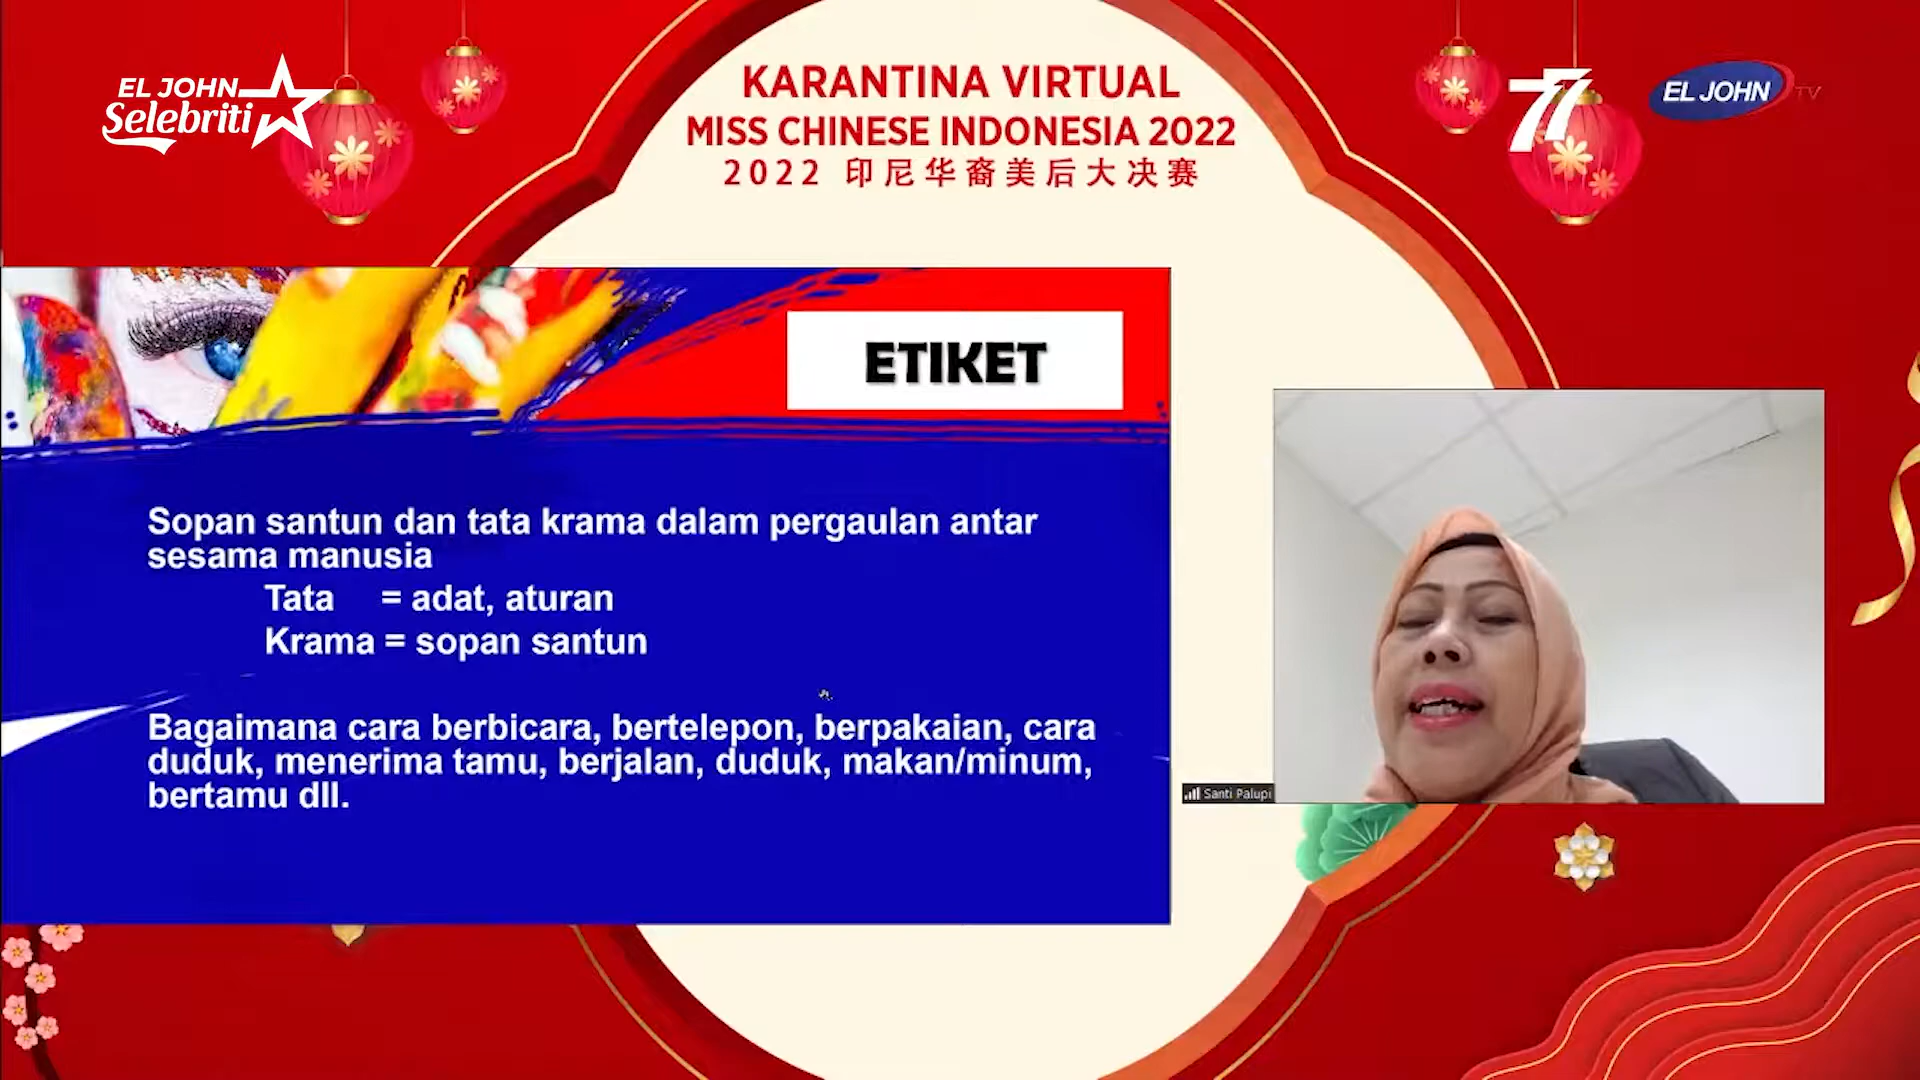 EL JOHN
Selebriti
KARANTINA VIRTUAL
MISS CHINESE INDONESIA 2022
2022 印尼华裔美后大决赛
77
EL JOHN TV
ETIKET
Sopan santun dan tata krama dalam pergaulan antar
sesama manusia
Tata = adat, aturan
Krama = sopan santun
Bagaimana cara berbicara, bertelepon, berpakaian, cara
duduk, menerima tamu, berjalan, duduk, makan/minum,
bertamu dll.
Santi Palupi